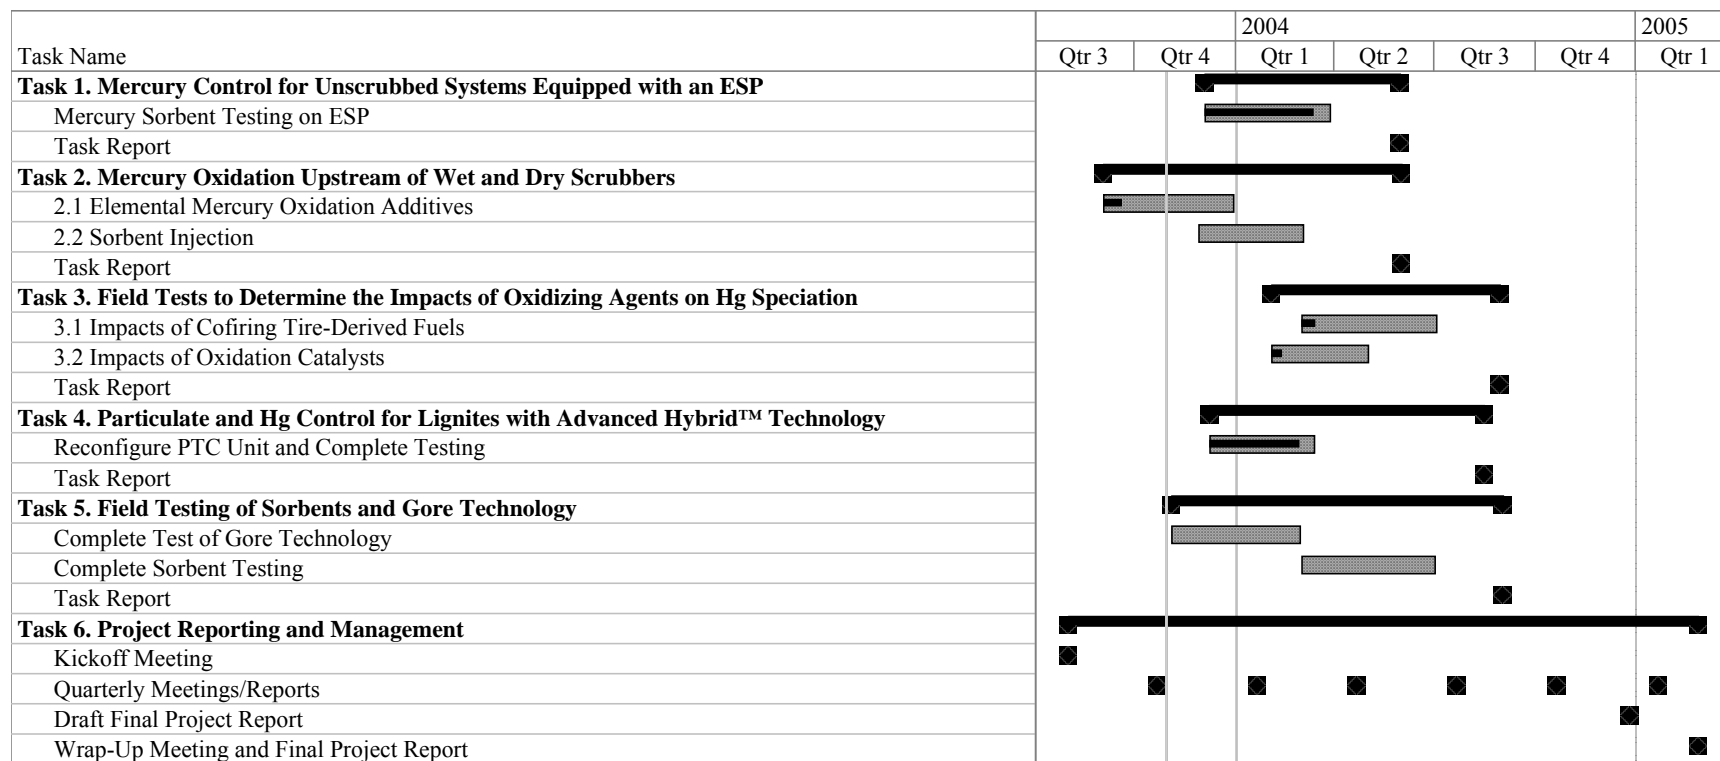 2004 2005
Task Name Qtr 3 Qtr 4 Qtr 1 Qtr 2 Qtr 3 Qtr 4 Qtr 1
Task 1. Mercury Control for Unscrubbed Systems Equipped with an ESP
Mercury Sorbent Testing on ESP
Task Report
Task 2. Mercury Oxidation Upstream of Wet and Dry Scrubbers
2.1 Elemental Mercury Oxidation Additives
2.2 Sorbent Injection
Task Report
Task 3. Field Tests to Determine the Impacts of Oxidizing Agents on Hg Speciation
3.1 Impacts of Cofiring Tire-Derived Fuels
3.2 Impacts of Oxidation Catalysts
Task Report
Task 4. Particulate and Hg Control for Lignites with Advanced Hybrid™ Technology
Reconfigure PTC Unit and Complete Testing
Task Report
Task 5. Field Testing of Sorbents and Gore Technology
Complete Test of Gore Technology
Complete Sorbent Testing
Task Report
Task 6. Project Reporting and Management
Kickoff Meeting
Quarterly Meetings/Reports
Draft Final Project Report
Wrap-Up Meeting and Final Project Report